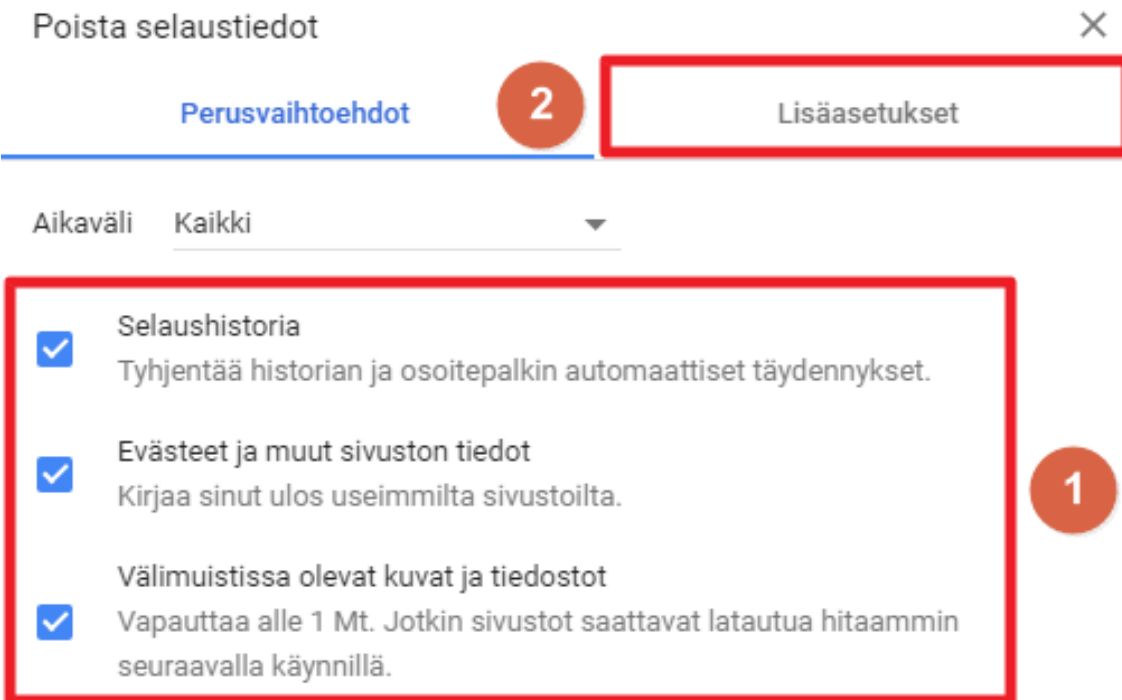 Poista selaustiedot
Perusvaihtoehdot
2
Lisäasetukset
Aikaväli Kaikki
Selaushistoria
Tyhjentää historian ja osoitepalkin automaattiset täydennykset.
Evästeet ja muut sivuston tiedot
Kirjaa sinut ulos useimmilta sivustoilta.
1
Välimuistissa olevat kuvat ja tiedostot
Vapauttaa alle 1 Mt. Jotkin sivustot saattavat latautua hitaammin
seuraavalla käynnillä.